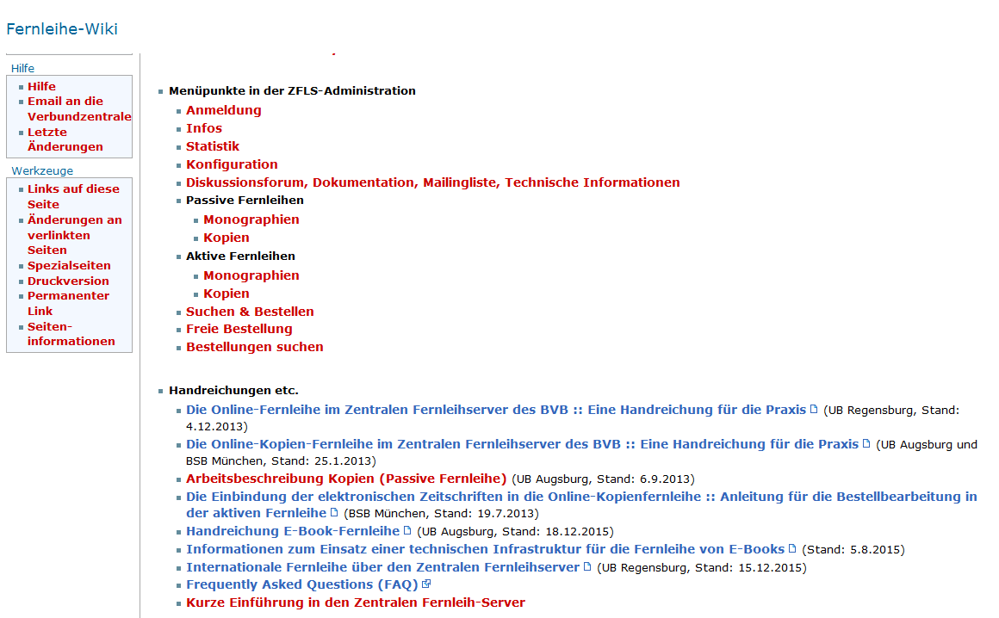 Fernleihe-Wiki
Hilfe
Hilfe
Email an die
Verbundzentrale
Letzte
Änderungen
Werkzeuge
Links auf diese
Seite
Änderungen an
verlinkten
Seiten
Spezialseiten
Druckversion
Permanenter
Link
Seiten-
informationen
Menüpunkte in der ZFLS-Administration
Anmeldung
Infos
Statistik
Konfiguration
Diskussionsforum, Dokumentation, Mailingliste, Technische Informationen
Passive Fernleihen
Monographien
Kopien
Aktive Fernleihen
Monographien
Kopien
Suchen & Bestellen
Freie Bestellung
Bestellungen suchen
Handreichungen etc.
Die Online-Fernleihe im Zentralen Fernleihserver des BVB :: Eine Handreichung für die Praxis (UB Regensburg, Stand:
4.12.2013)
Die Online-Kopien-Fernleihe im Zentralen Fernleihserver des BVB :: Eine Handreichung für die Praxis (UB Augsburg und
BSB München, Stand: 25.1.2013)
Arbeitsbeschreibung Kopien (Passive Fernleihe) (UB Augsburg, Stand: 6.9.2013)
Die Einbindung der elektronischen Zeitschriften in die Online-Kopienfernleihe :: Anleitung für die Bestellbearbeitung in
der aktiven Fernleihe (BSB München, Stand: 19.7.2013)
Handreichung E-Book-Fernleihe (UB Augsburg, Stand: 18.12.2015)
Informationen zum Einsatz einer technischen Infrastruktur für die Fernleihe von E-Books (Stand: 5.8.2015)
Internationale Fernleihe über den Zentralen Fernleihserver (UB Regensburg, Stand: 15.12.2015)
Frequently Asked Questions (FAQ)
Kurze Einführung in den Zentralen Fernleih-Server